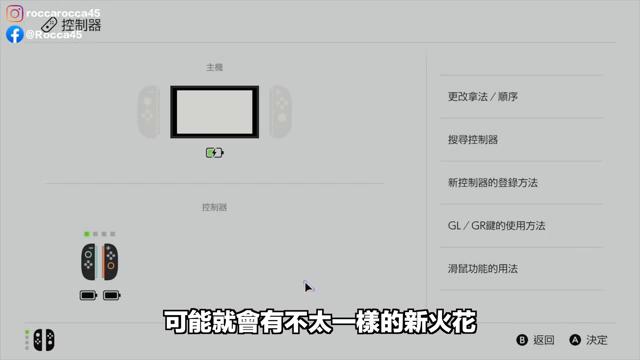 roccarocca45
@Rocca45
控制器
主機
控制器
更改拿法／順序
搜尋控制器
新控制器的登錄方法
GL／GR鍵的使用方法
滑鼠功能的用法
可能就會有不太一樣的新火花
B 返回
A 決定